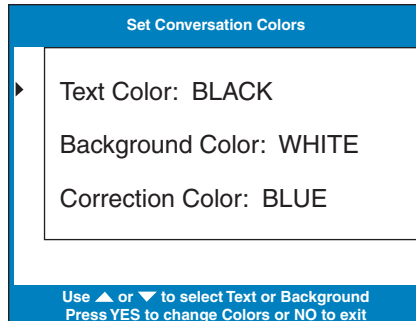 Set Conversation Colors
Text Color: BLACK
Background Color: WHITE
Correction Color: BLUE
Use ▲ or ▼ to select Text or Background
Press YES to change Colors or NO to exit